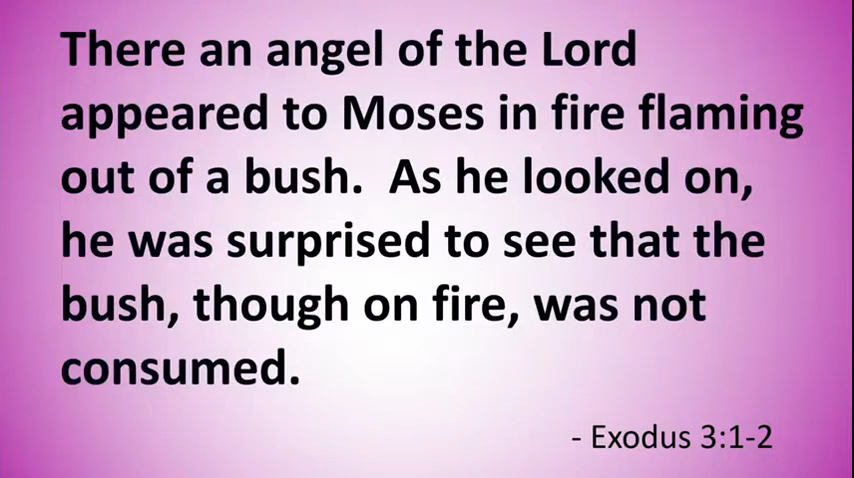 There an angel of the Lord
appeared to Moses in fire flaming
out of a bush.  As he looked on,
he was surprised to see that the
bush, though on fire, was not
consumed.
- Exodus 3:1-2